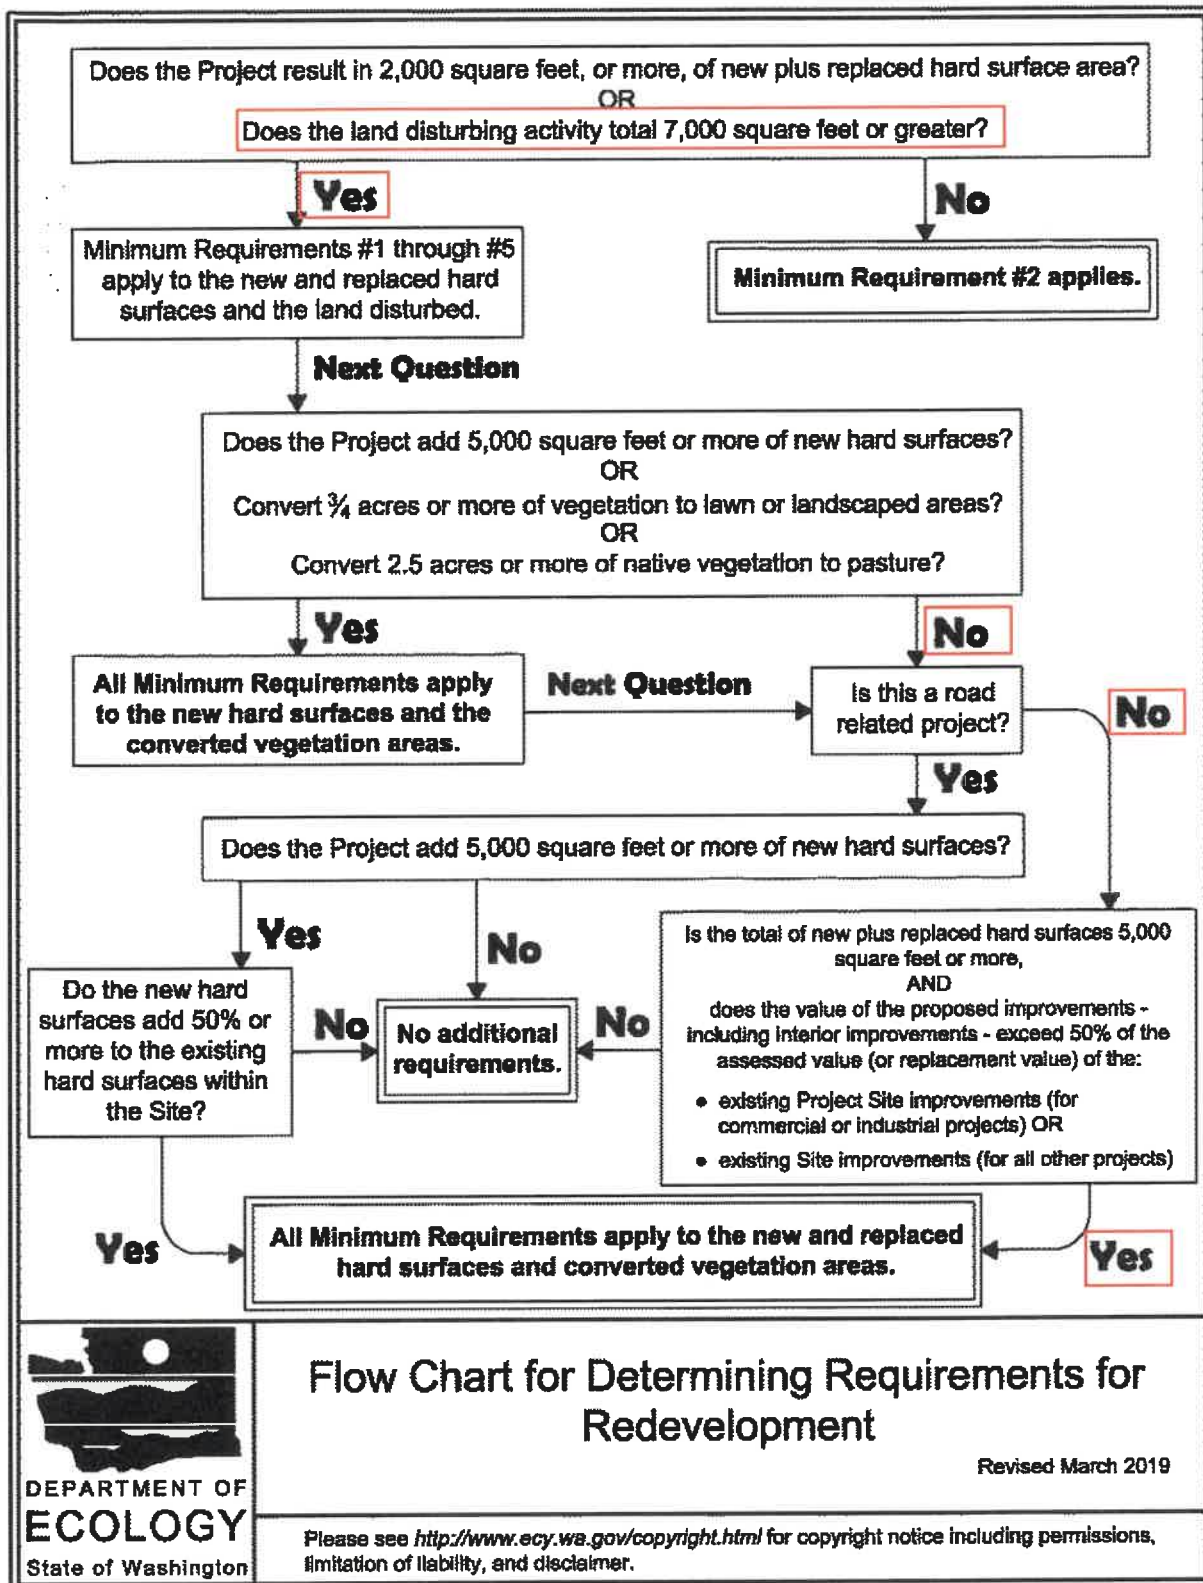 Does the Project result in 2,000 square feet, or more, of new plus replaced hard surface area?
OR
Does the land disturbing activity total 7,000 square feet or greater?
Yes
No
Minimum Requirements #1 through #5
apply to the new and replaced hard
surfaces and the land disturbed.
Minimum Requirement #2 applies.
Next Question
Does the Project add 5,000 square feet or more of new hard surfaces?
OR
Convert ¾ acres or more of vegetation to lawn or landscaped areas?
OR
Convert 2.5 acres or more of native vegetation to pasture?
Yes
No
All Minimum Requirements apply
to the new hard surfaces and the
converted vegetation areas.
Next Question
Is this a road
related project?
No
Yes
Does the Project add 5,000 square feet or more of new hard surfaces?
Yes
No
Do the new hard
surfaces add 50% or
more to the existing
hard surfaces within
the Site?
No
No additional
requirements.
No
Is the total of new plus replaced hard surfaces 5,000
square feet or more,
AND
does the value of the proposed improvements -
including interior improvements - exceed 50% of the
assessed value (or replacement value) of the:
• existing Project Site improvements (for
commercial or industrial projects) OR
• existing Site improvements (for all other projects)
Yes
All Minimum Requirements apply to the new and replaced
hard surfaces and converted vegetation areas.
Yes
DEPARTMENT OF
ECOLOGY
State of Washington
Flow Chart for Determining Requirements for
Redevelopment
Revised March 2019
Please see http://www.ecy.wa.gov/copyright.html for copyright notice including permissions,
limitation of liability, and disclaimer.